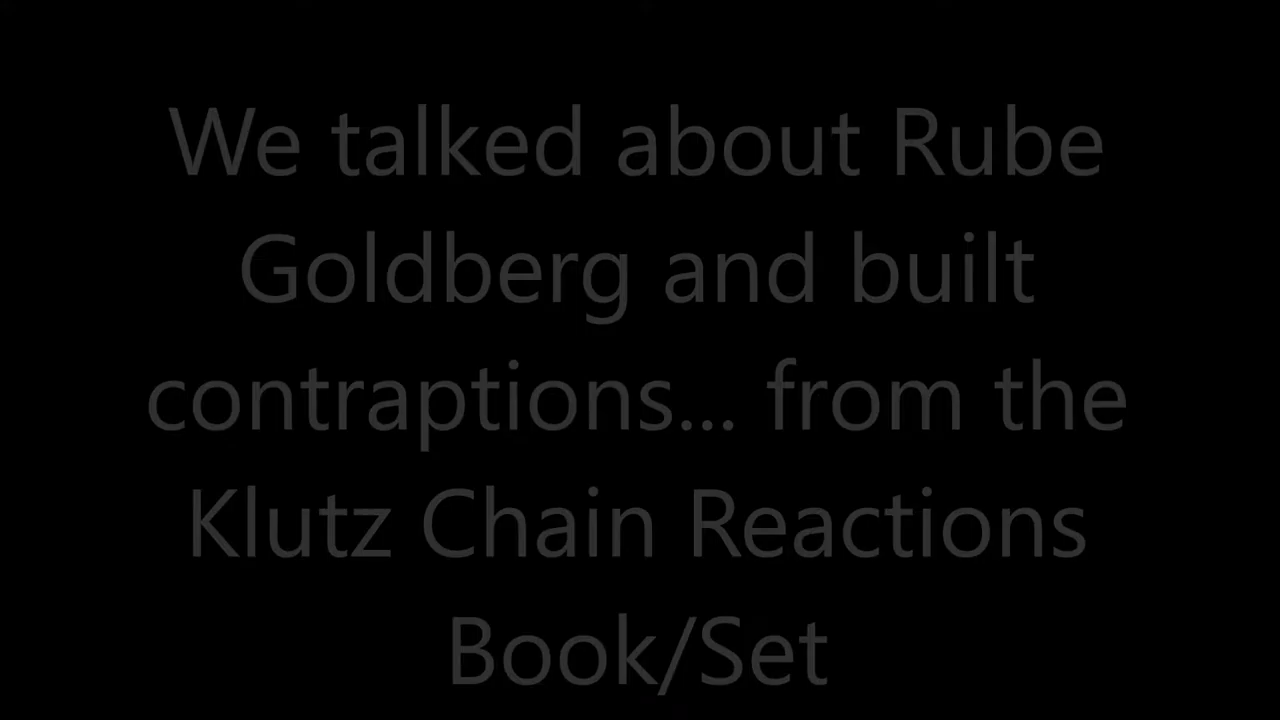 We talked about Rube
Goldberg and built
contraptions... from the
Klutz Chain Reactions
Book/Set